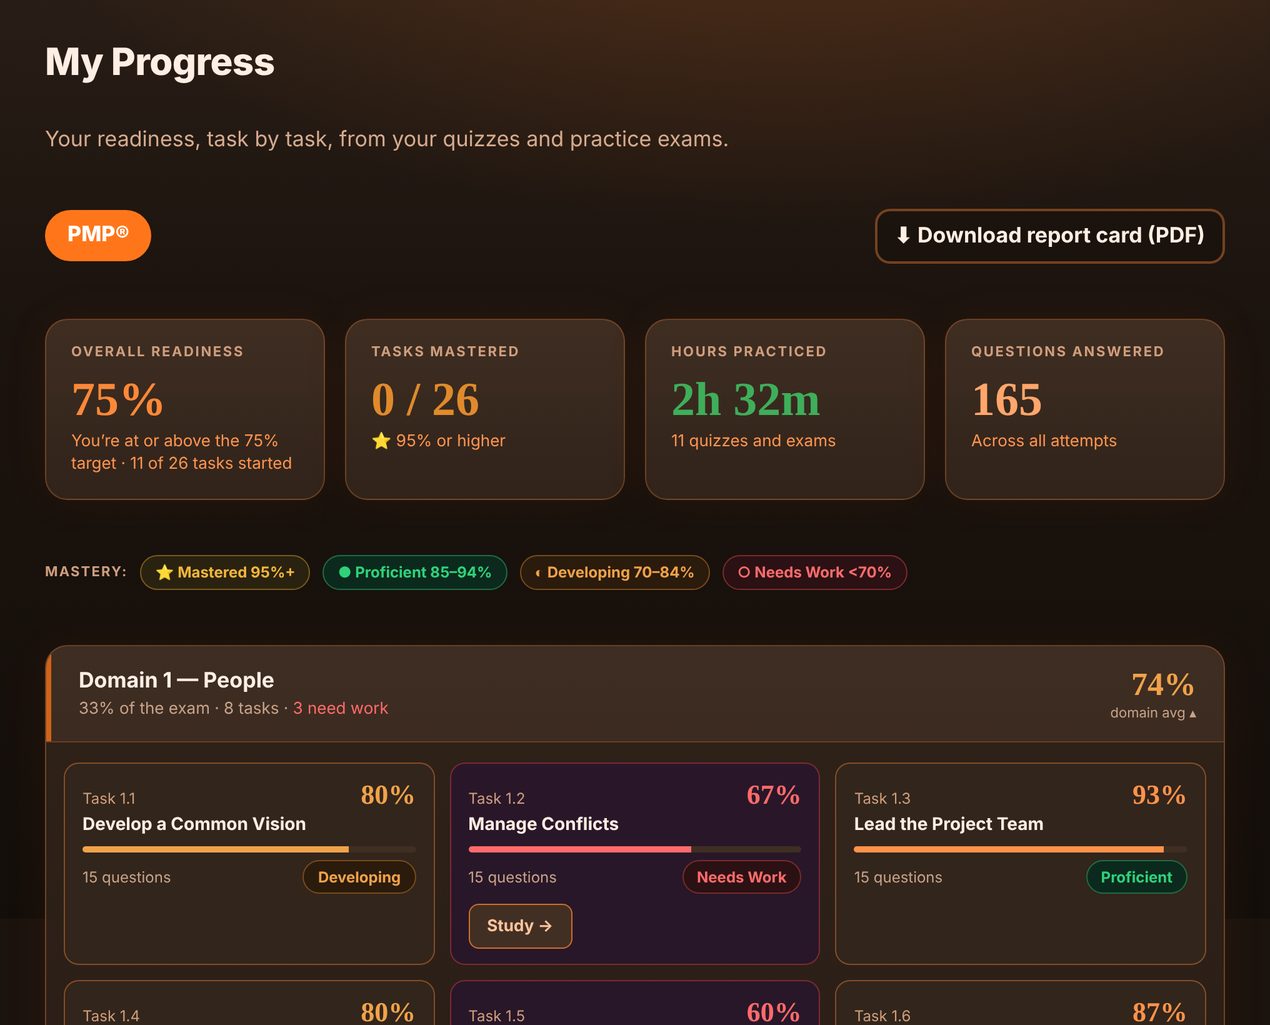 My Progress
Your readiness, task by task, from your quizzes and practice exams.
PMP®
⬇ Download report card (PDF)
OVERALL READINESS
75%
You're at or above the 75%
target · 11 of 26 tasks started
TASKS MASTERED
0 / 26
⭐ 95% or higher
HOURS PRACTICED
2h 32m
11 quizzes and exams
QUESTIONS ANSWERED
165
Across all attempts
MASTERY:
⭐ Mastered 95%+
● Proficient 85–94%
◖ Developing 70–84%
○ Needs Work <70%
Domain 1 — People
33% of the exam · 8 tasks · 3 need work
74%
domain avg ▴
Task 1.1
80%
Develop a Common Vision
15 questions
Developing
Task 1.2
67%
Manage Conflicts
15 questions
Needs Work
Study →
Task 1.3
93%
Lead the Project Team
15 questions
Proficient
Task 1.4
80%
Task 1.5
60%
Task 1.6
87%